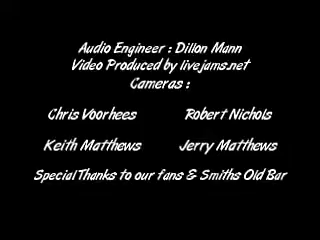 Audio Engineer : Dillon Mann
Video Produced by livejams.net
Cameras :
Chris Voorhees Robert Nichols
Keith Matthews Jerry Matthews
Special Thanks to our fans & Smiths Old Bar